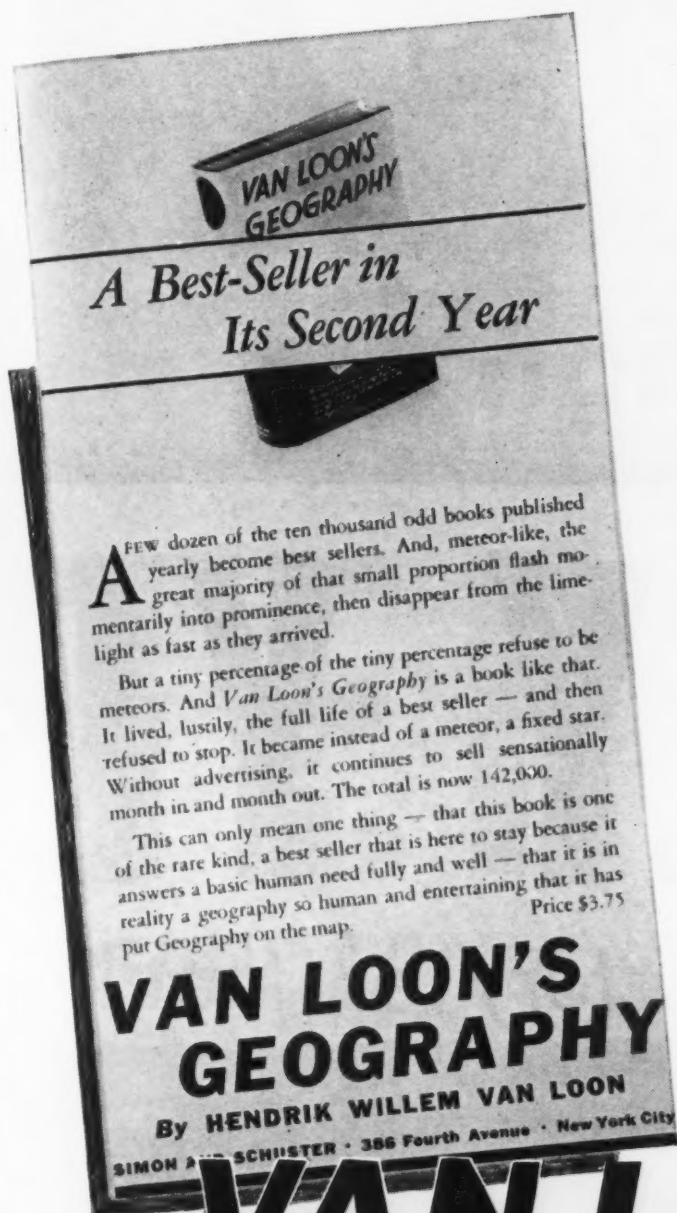 VAN LOON'S
GEOGRAPHY
A Best-Seller in
Its Second Year
A FEW dozen of the ten thousand odd books published
yearly become best sellers. And, meteor-like, the
great majority of that small proportion flash mo-
mentarily into prominence, then disappear from the lime-
light as fast as they arrived.
But a tiny percentage of the tiny percentage refuse to be
meteors. And Van Loon's Geography is a book like that.
It lived, lustily, the full life of a best seller — and then
refused to stop. It became instead of a meteor, a fixed star.
Without advertising, it continues to sell sensationally
month in and month out. The total is now 142,000.
This can only mean one thing — that this book is one
of the rare kind, a best seller that is here to stay because it
answers a basic human need fully and well — that it is in
reality a geography so human and entertaining that it has
put Geography on the map.
Price $3.75
VAN LOON'S
GEOGRAPHY
By HENDRIK WILLEM VAN LOON
SIMON AND SCHUSTER · 386 Fourth Avenue · New York City